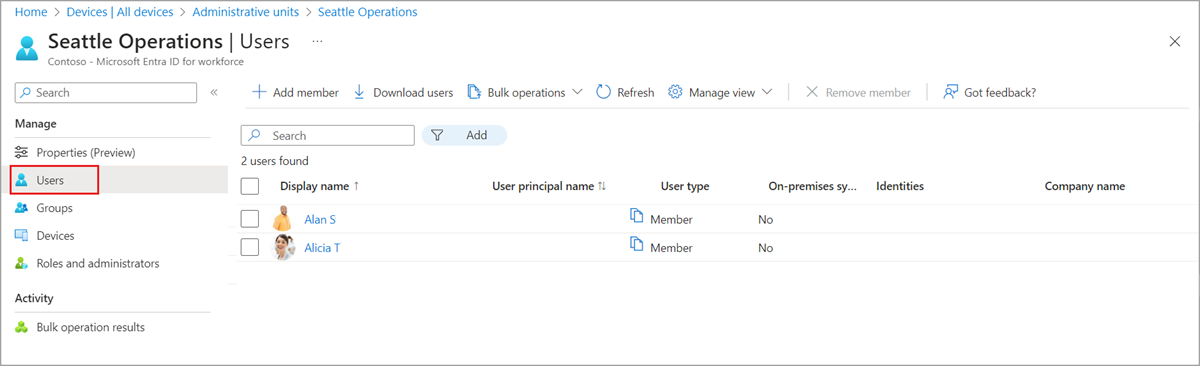 Home > Devices | All devices > Administrative units > Seattle Operations
Seattle Operations | Users ...
Contoso - Microsoft Entra ID for workforce
Search «
Add member Download users Bulk operations Refresh Manage view Remove member Got feedback?
Manage
Properties (Preview)
Users
Groups
Devices
Roles and administrators
Activity
Bulk operation results
Search Add
2 users found
Display name ↑ User principal name ↑↓ User type On-premises sy... Identities Company name
Alan S Member No
Alicia T Member No